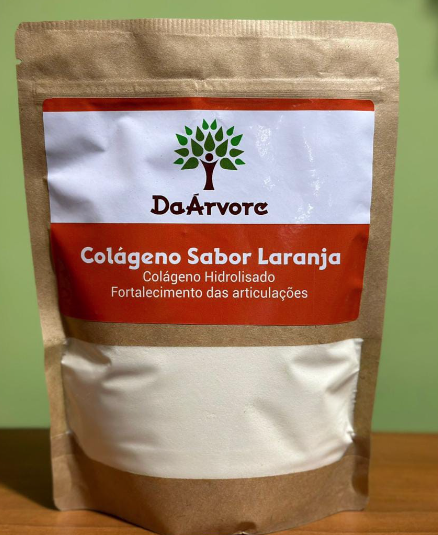 DaÁrvore
Colágeno Sabor Laranja
Colágeno Hidrolisado
Fortalecimento das articulações